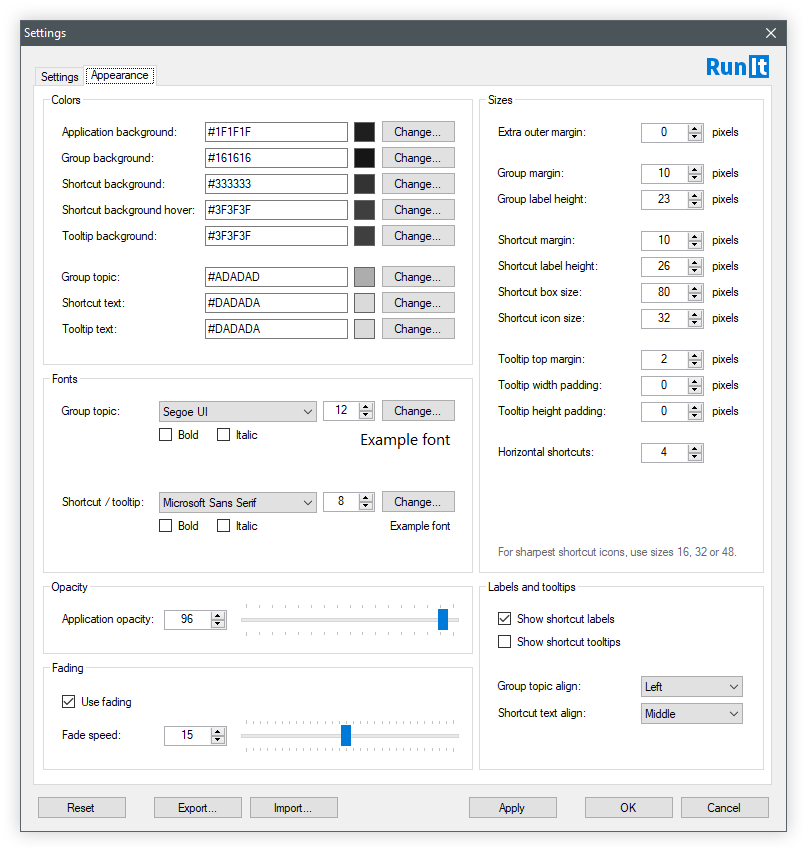 Settings
RunIt
Settings Appearance
Colors
Application background: #1F1F1F Change...
Group background: #161616 Change...
Shortcut background: #333333 Change...
Shortcut background hover: #3F3F3F Change...
Tooltip background: #3F3F3F Change...
Group topic: #ADADAD Change...
Shortcut text: #DADADA Change...
Tooltip text: #DADADA Change...
Fonts
Group topic: Segoe UI 12 Change...
Bold Italic
Example font
Shortcut / tooltip: Microsoft Sans Serif 8 Change...
Bold Italic Example font
Opacity
Application opacity: 96
Fading
Use fading
Fade speed: 15
Sizes
Extra outer margin: 0 pixels
Group margin: 10 pixels
Group label height: 23 pixels
Shortcut margin: 10 pixels
Shortcut label height: 26 pixels
Shortcut box size: 80 pixels
Shortcut icon size: 32 pixels
Tooltip top margin: 2 pixels
Tooltip width padding: 0 pixels
Tooltip height padding: 0 pixels
Horizontal shortcuts: 4
For sharpest shortcut icons, use sizes 16, 32 or 48.
Labels and tooltips
Show shortcut labels
Show shortcut tooltips
Group topic align: Left
Shortcut text align: Middle
Reset Export... Import... Apply OK Cancel